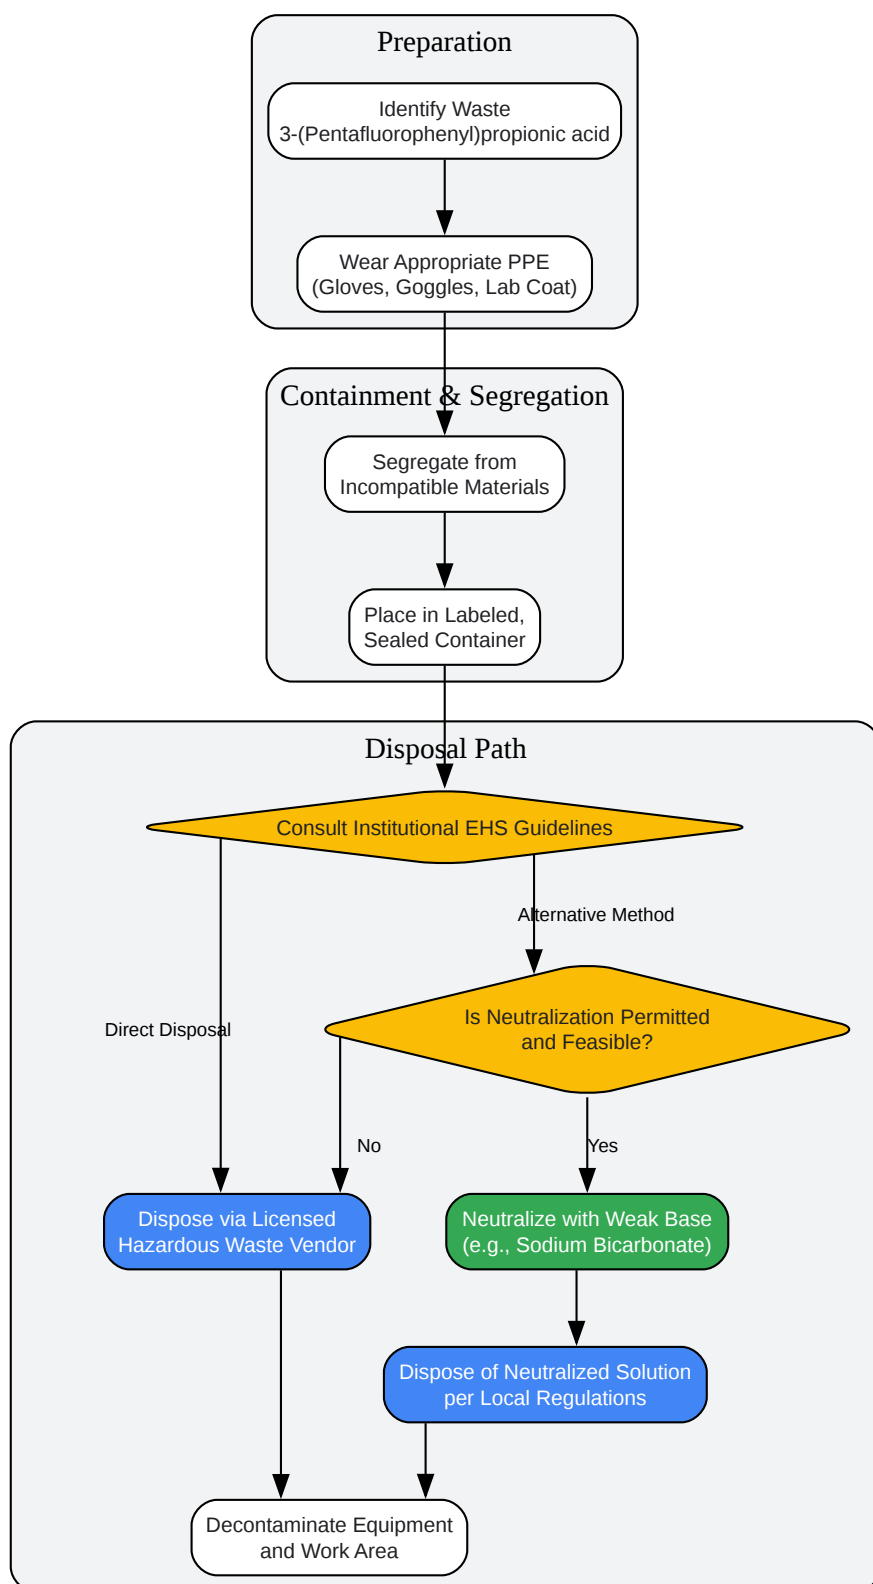 Preparation
Identify Waste
3-(Pentafluorophenyl)propionic acid
Wear Appropriate PPE
(Gloves, Goggles, Lab Coat)
Containment & Segregation
Segregate from
Incompatible Materials
Place in Labeled,
Sealed Container
Disposal Path
Consult Institutional EHS Guidelines
Alternative Method
Is Neutralization Permitted
and Feasible?
Direct Disposal
No
Yes
Dispose via Licensed
Hazardous Waste Vendor
Neutralize with Weak Base
(e.g., Sodium Bicarbonate)
Dispose of Neutralized Solution
per Local Regulations
Decontaminate Equipment
and Work Area